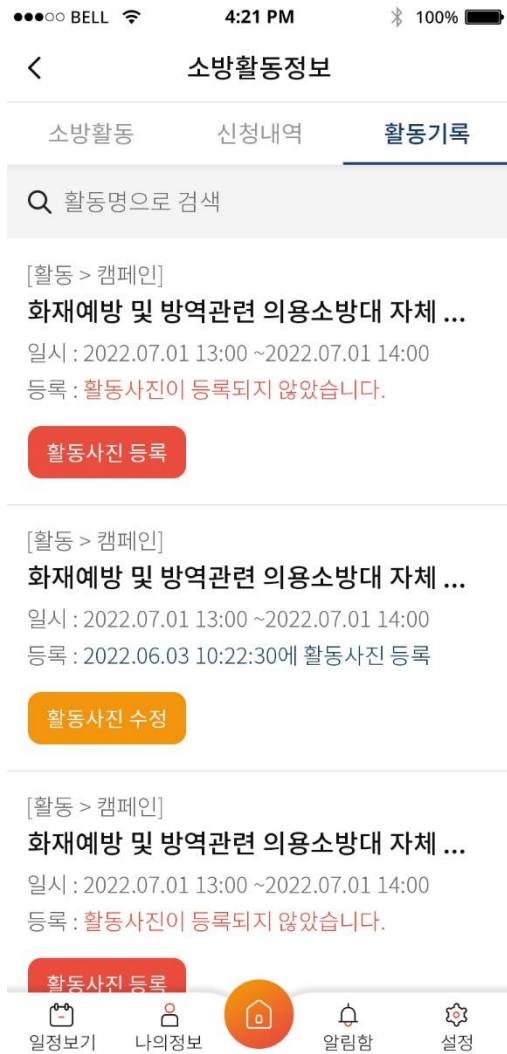 BELL 4:21 PM 100%
소방활동정보
소방활동 신청내역 활동기록
활동명으로 검색
[활동 > 캠페인]
화재예방 및 방역관련 의용소방대 자체 ...
일시 : 2022.07.01 13:00 ~2022.07.01 14:00
등록 : 활동사진이 등록되지 않았습니다.
활동사진 등록
[활동 > 캠페인]
화재예방 및 방역관련 의용소방대 자체 ...
일시 : 2022.07.01 13:00 ~2022.07.01 14:00
등록 : 2022.06.03 10:22:30에 활동사진 등록
활동사진 수정
[활동 > 캠페인]
화재예방 및 방역관련 의용소방대 자체 ...
일시 : 2022.07.01 13:00 ~2022.07.01 14:00
등록 : 활동사진이 등록되지 않았습니다.
활동사진 등록
일정보기 나의정보 알림함 설정